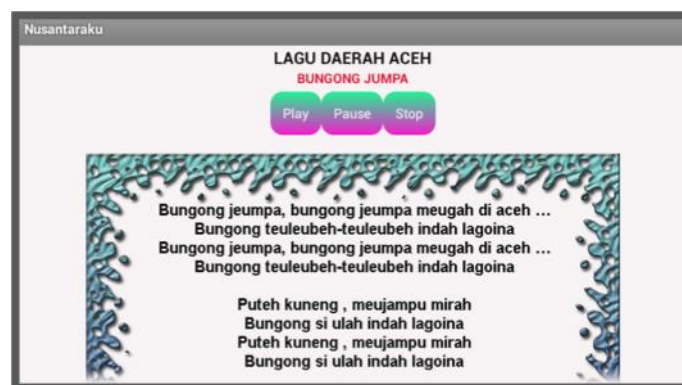 Nusantaraku
LAGU DAERAH ACEH
BUNGONG JUMPA
Play Pause Stop
Bungong jeumpa, bungong jeumpa meugah di aceh ...
Bungong teuleubeh-teuleubeh indah lagoina
Bungong jeumpa, bungong jeumpa meugah di aceh ...
Bungong teuleubeh-teuleubeh indah lagoina
Puteh kuneng , meujampu mirah
Bungong si ulah indah lagoina
Puteh kuneng , meujampu mirah
Bungong si ulah indah lagoina